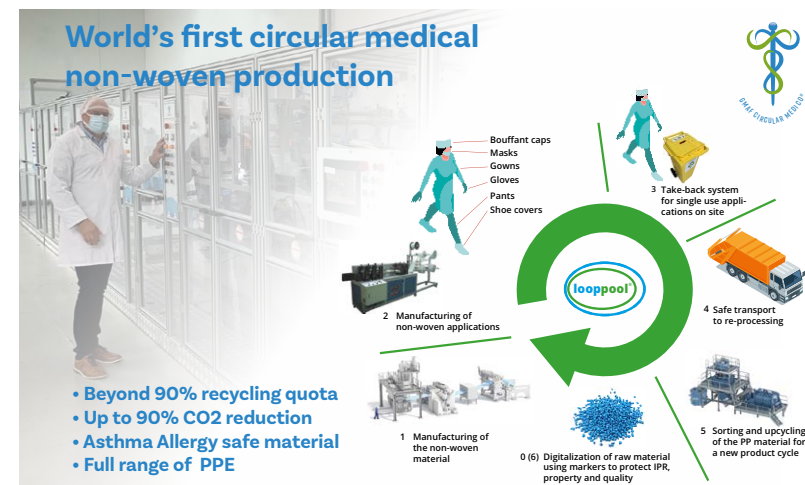 World's first circular medical
non-woven production
CMAF CIRCULAR MEDICO®
Bouffant caps
Masks
Gowns
Gloves
Pants
Shoe covers
3 Take-back system
for single use appli-
cations on site
looppool®
4 Safe transport
to re-processing
2 Manufacturing of
non-woven applications
• Beyond 90% recycling quota
• Up to 90% CO2 reduction
• Asthma Allergy safe material
• Full range of PPE
1 Manufacturing of
the non-woven
material
0 (6) Digitalization of raw material
using markers to protect IPR,
property and quality
5 Sorting and upcycling
of the PP material for
a new product cycle